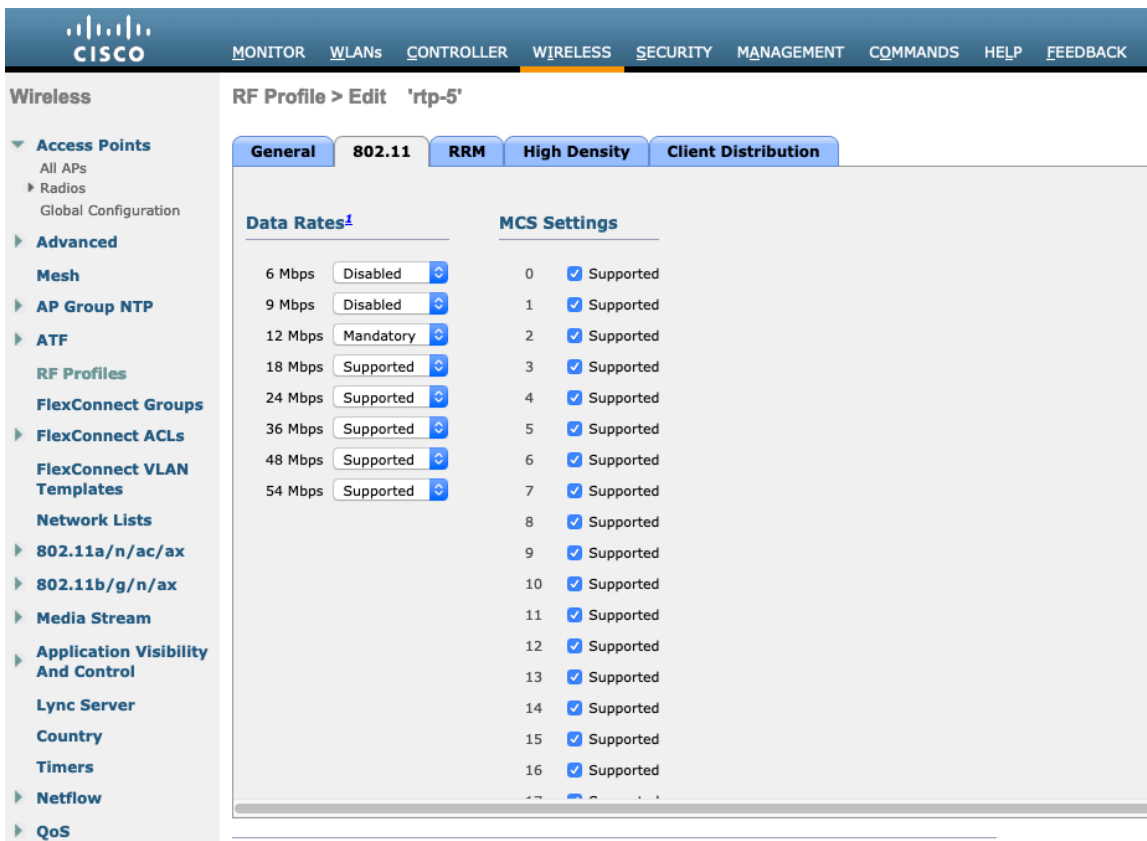 CISCO
MONITOR WLANs CONTROLLER WIRELESS SECURITY MANAGEMENT COMMANDS HELP FEEDBACK
Wireless
Access Points
All APs
Radios
Global Configuration
Advanced
Mesh
AP Group NTP
ATF
RF Profiles
FlexConnect Groups
FlexConnect ACLs
FlexConnect VLAN
Templates
Network Lists
802.11a/n/ac/ax
802.11b/g/n/ax
Media Stream
Application Visibility
And Control
Lync Server
Country
Timers
Netflow
QoS
RF Profile > Edit 'rtp-5'
General 802.11 RRM High Density Client Distribution
Data Rates1
6 Mbps Disabled
9 Mbps Disabled
12 Mbps Mandatory
18 Mbps Supported
24 Mbps Supported
36 Mbps Supported
48 Mbps Supported
54 Mbps Supported
MCS Settings
0 Supported
1 Supported
2 Supported
3 Supported
4 Supported
5 Supported
6 Supported
7 Supported
8 Supported
9 Supported
10 Supported
11 Supported
12 Supported
13 Supported
14 Supported
15 Supported
16 Supported